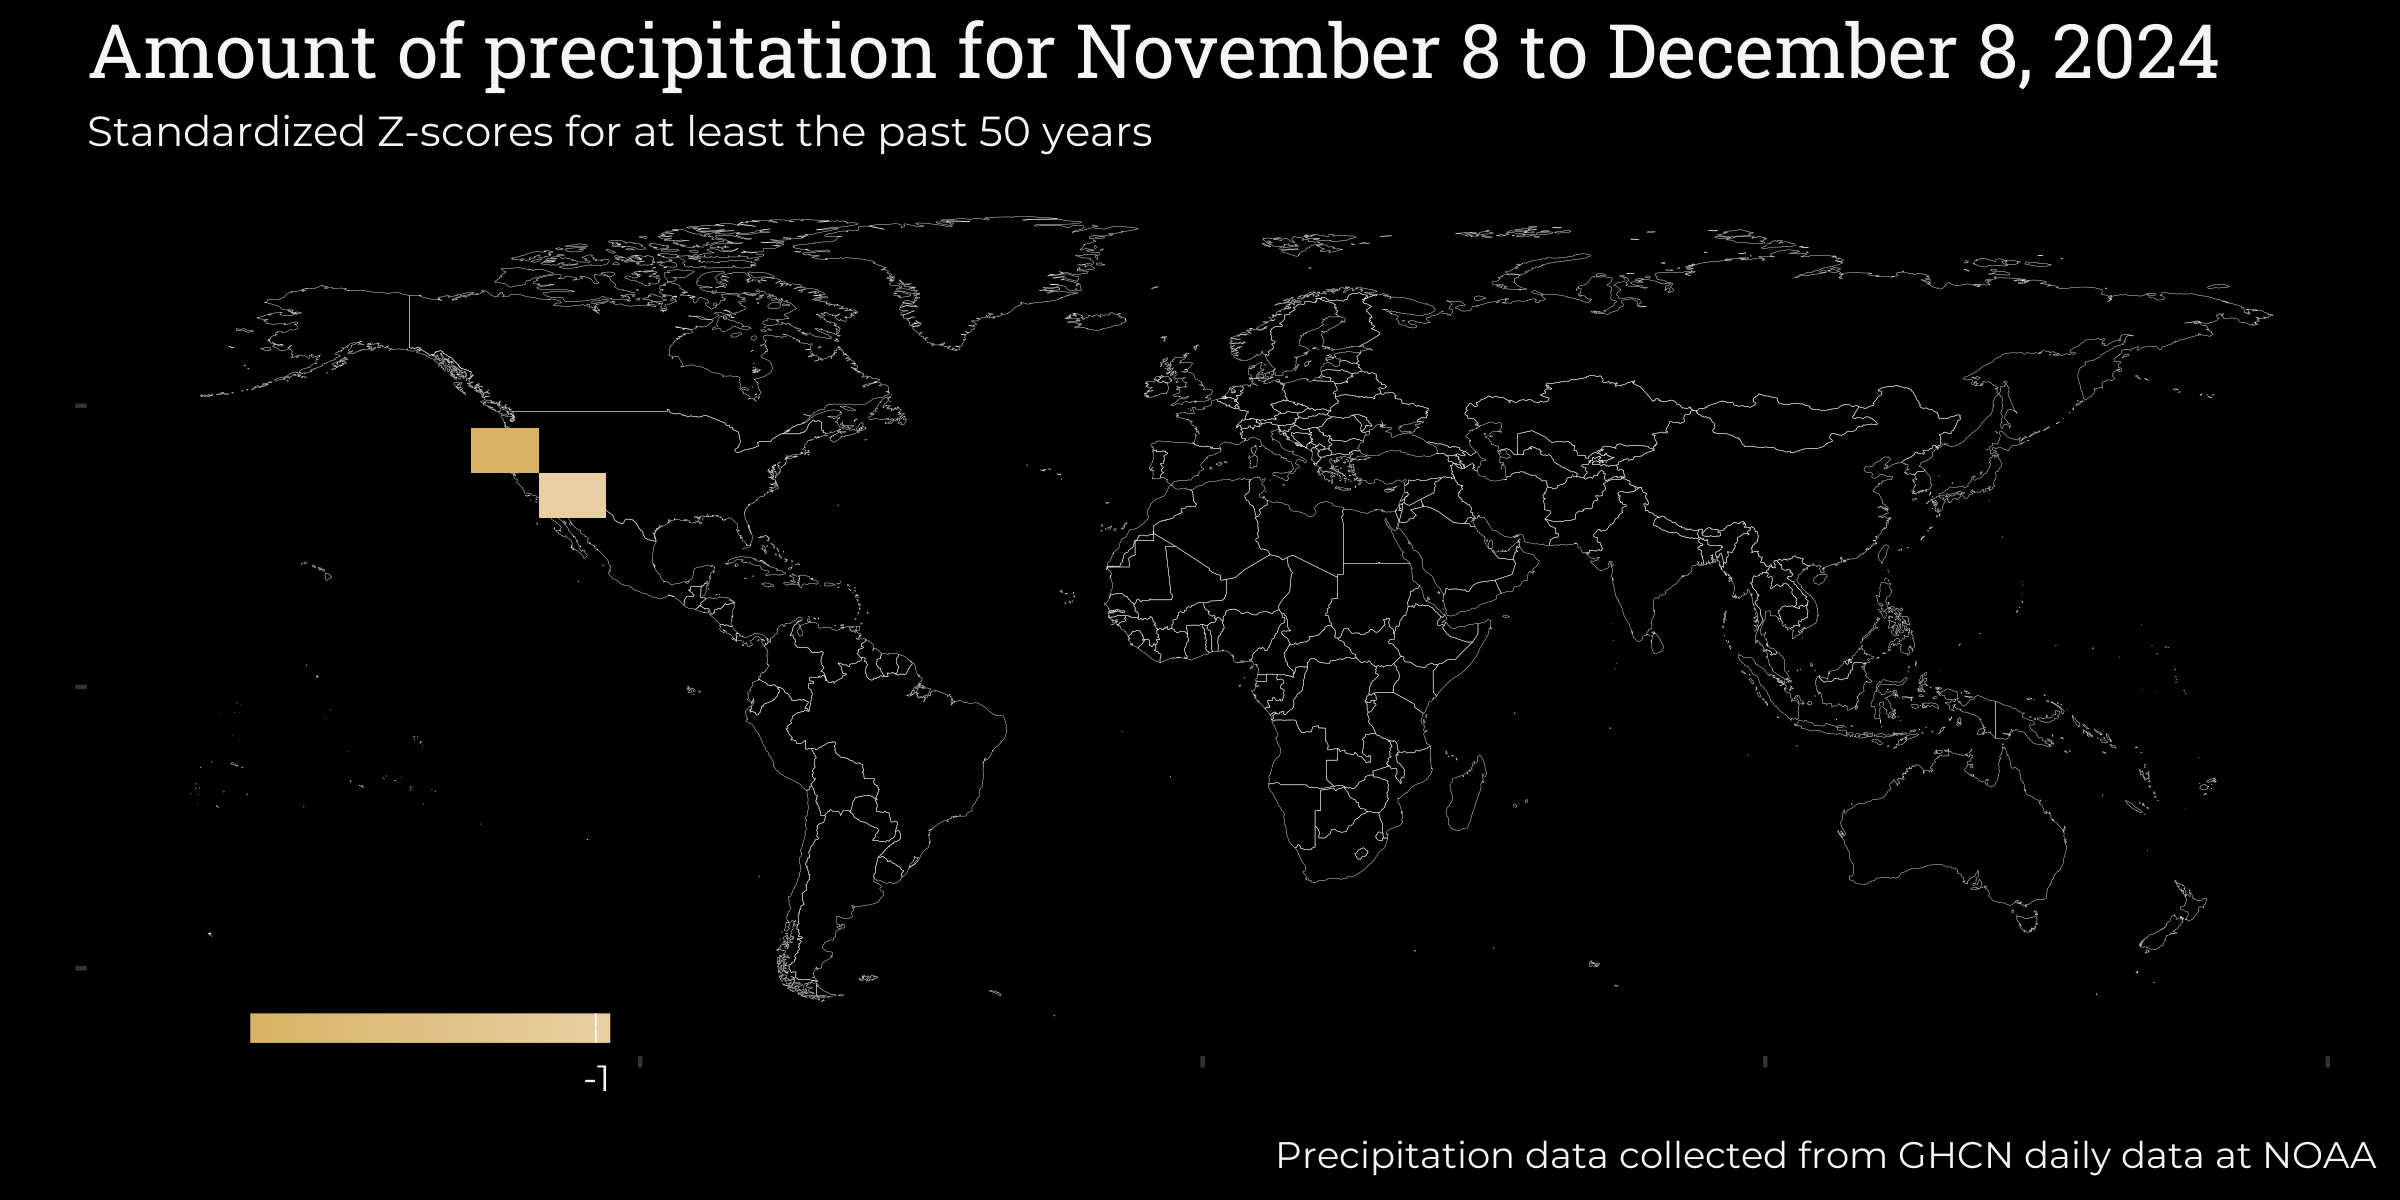 Amount of precipitation for November 8 to December 8, 2024
Standardized Z-scores for at least the past 50 years
-1
Precipitation data collected from GHCN daily data at NOAA